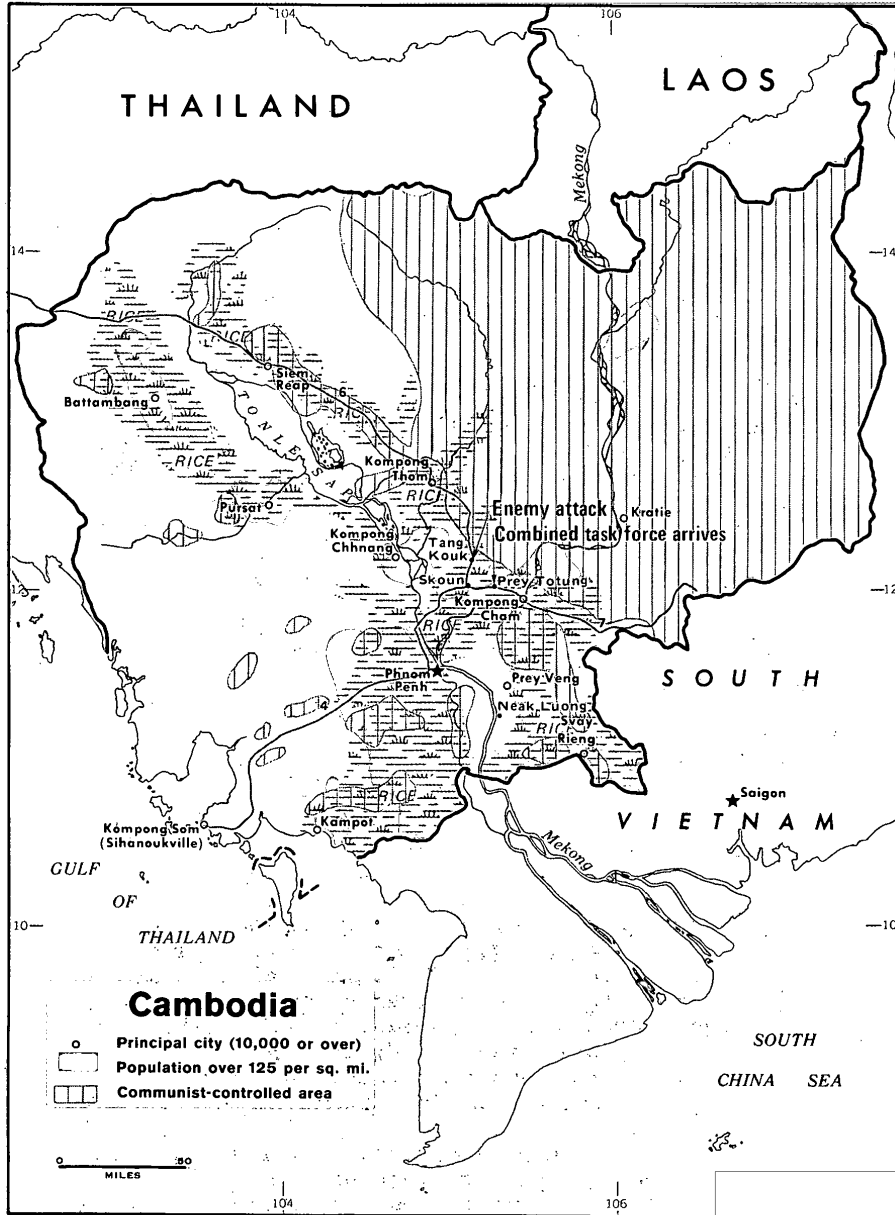 104
106
THAILAND
LAOS
Mekong
14
14
RICE
RICE
Siem
Reap
6
Battambang
RICE
TONLE SAP
RICE
Kompong
Thom
RICE
Enemy attack
Kratie
Combined task force arrives
Pursat
Kompong
Chhnang
Tang
Kouk
12
12
Skoun
Prey Totung
Kompong
Cham
RICE
SOUTH
Phnom
Penh
Prey Veng
Neak Luong
Svay
Rieng
RICE
4
RICE
Saigon
Kompong Som
(Sihanoukville)
Kampot
VIETNAM
Mekong
GULF
OF
THAILAND
10
10
Cambodia
Principal city (10,000 or over)
Population over 125 per sq. mi.
Communist-controlled area
SOUTH
CHINA SEA
0 50
MILES
104
106